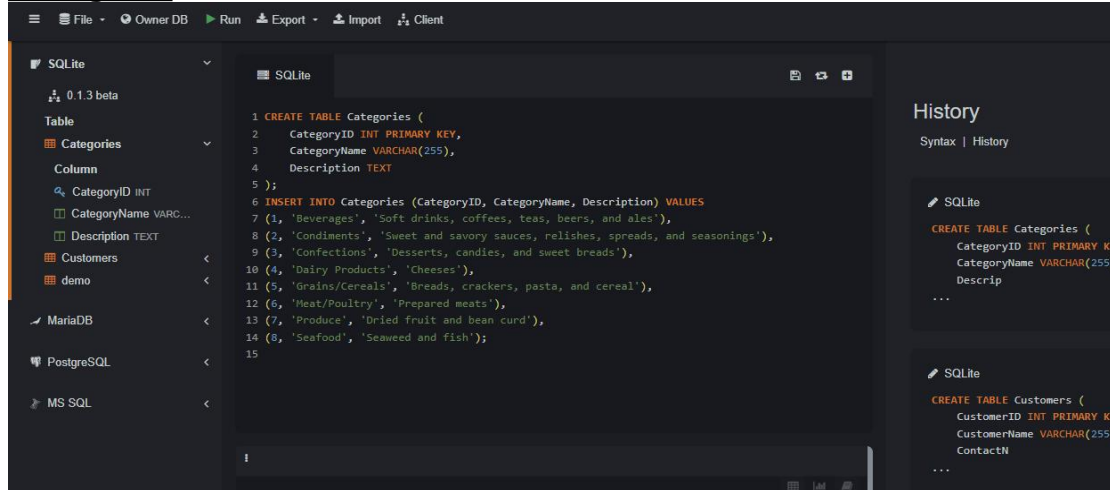 File Owner DB Run Export Import Client
SQLite
0.1.3 beta
Table
Categories
Column
CategoryID INT
CategoryName VARC...
Description TEXT
Customers
demo
MariaDB
PostgreSQL
MS SQL
SQLite
1 CREATE TABLE Categories (
2 CategoryID INT PRIMARY KEY,
3 CategoryName VARCHAR(255),
4 Description TEXT
5 );
6 INSERT INTO Categories (CategoryID, CategoryName, Description) VALUES
7 (1, 'Beverages', 'Soft drinks, coffees, teas, beers, and ales'),
8 (2, 'Condiments', 'Sweet and savory sauces, relishes, spreads, and seasonings'),
9 (3, 'Confections', 'Desserts, candies, and sweet breads'),
10 (4, 'Dairy Products', 'Cheeses'),
11 (5, 'Grains/Cereals', 'Breads, crackers, pasta, and cereal'),
12 (6, 'Meat/Poultry', 'Prepared meats'),
13 (7, 'Produce', 'Dried fruit and bean curd'),
14 (8, 'Seafood', 'Seaweed and fish');
15
History
Syntax | History
SQLite
CREATE TABLE Categories (
CategoryID INT PRIMARY K
CategoryName VARCHAR(255
Descrip
...
SQLite
CREATE TABLE Customers (
CustomerID INT PRIMARY K
CustomerName VARCHAR(255
ContactN
...